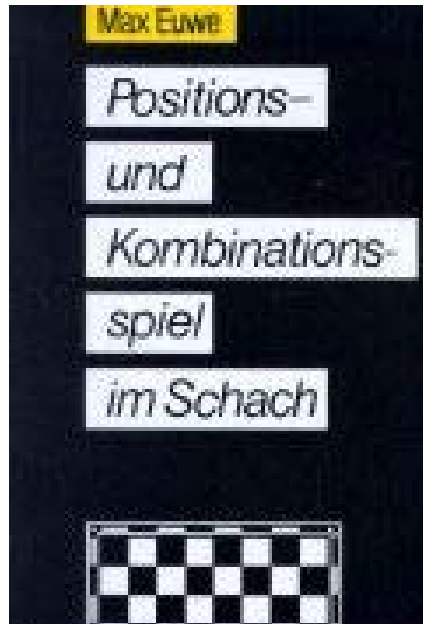 Max Euwe
Positions-
und
Kombinations-
spiel
im Schach